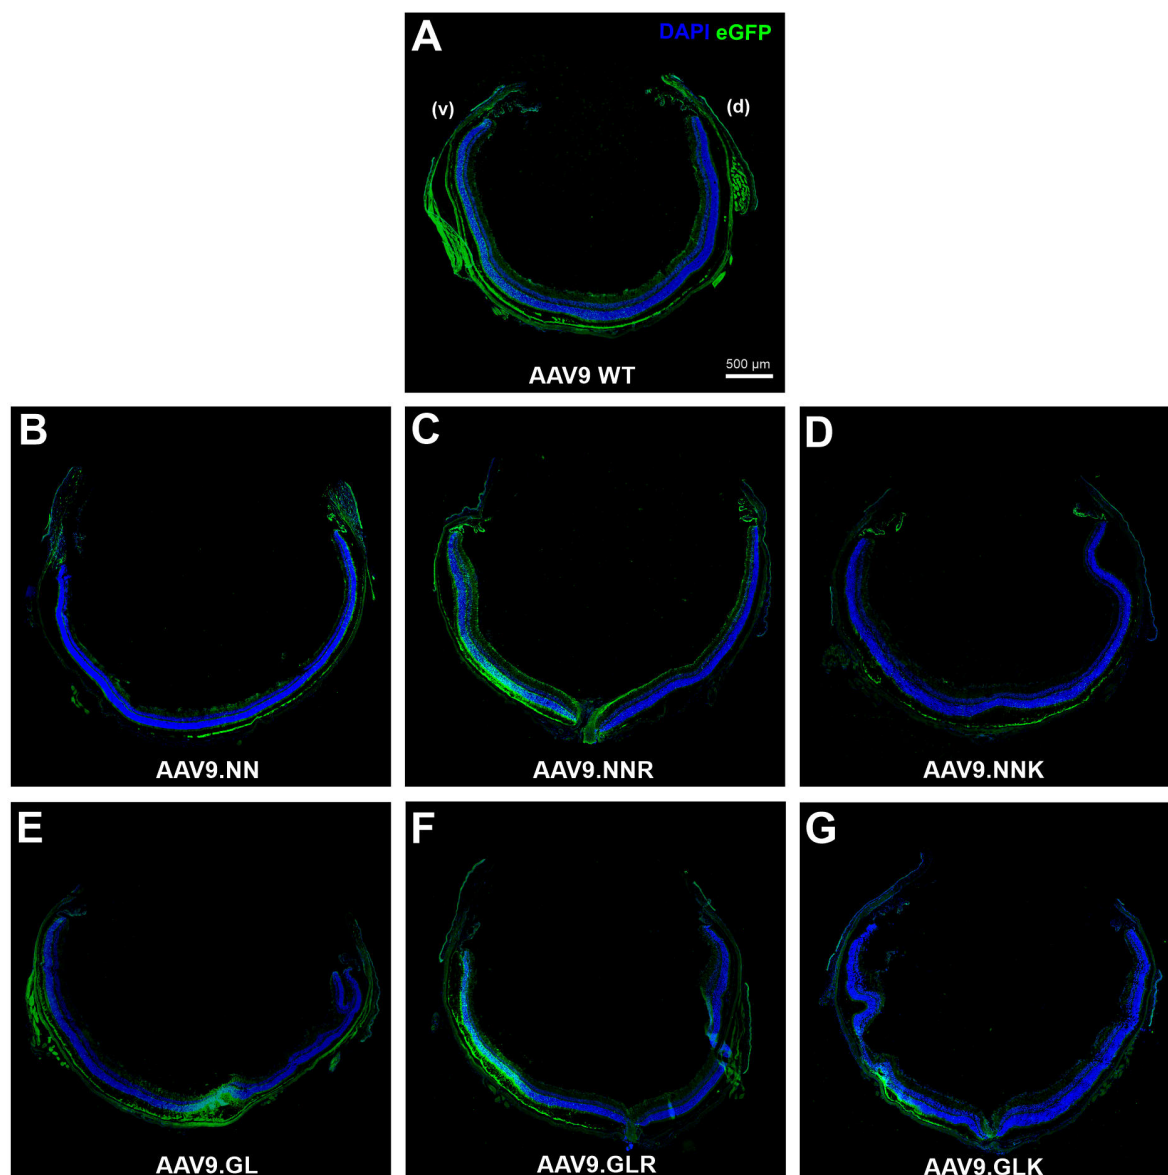 A
DAPI eGFP
(v)
(d)
500 µm
AAV9 WT
B
C
D
AAV9.NN
AAV9.NNR
AAV9.NNK
E
F
G
AAV9.GL
AAV9.GLR
AAV9.GLK